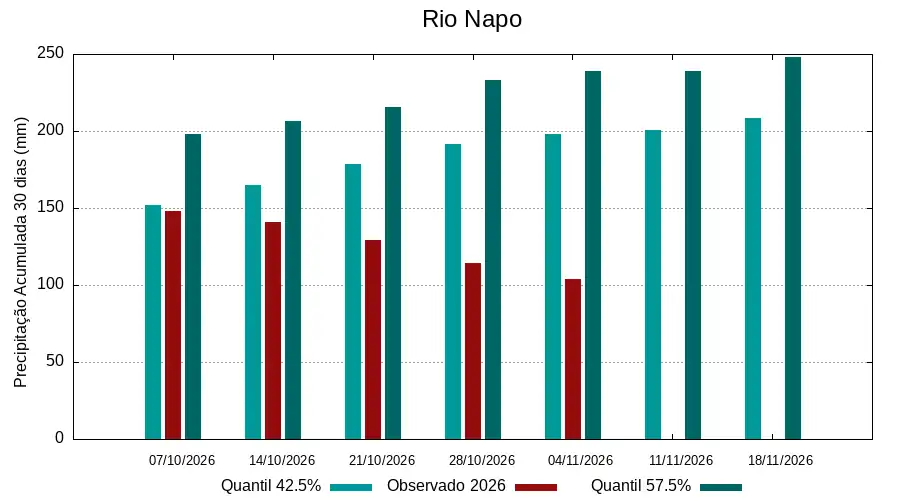 Rio Napo
Precipitação Acumulada 30 dias (mm)
250
200
150
100
50
0
07/10/2026 14/10/2026 21/10/2026 28/10/2026 04/11/2026 11/11/2026 18/11/2026
Quantil 42.5% Observado 2026 Quantil 57.5%